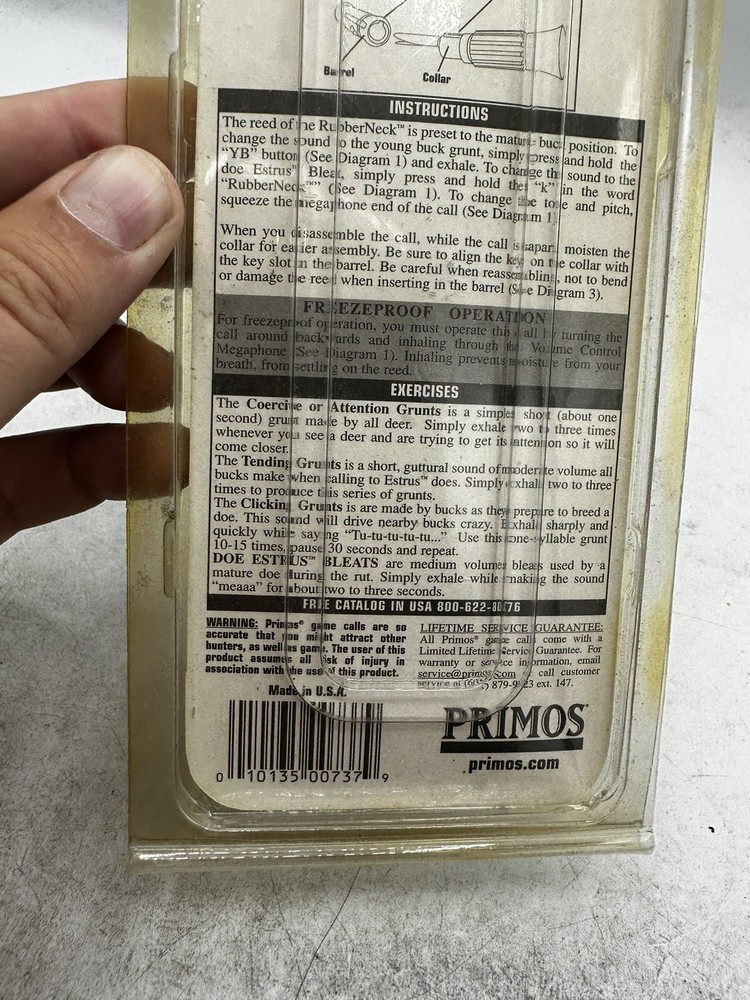 Barrel
Collar
INSTRUCTIONS
The reed of the RubberNeck™ is preset to the mature buck position. To
change the sound to the young buck grunt, simply press and hold the
"YB" button (See Diagram 1) and exhale. To change the sound to the
doe Estrus™ Bleat, simply press and hold the "k" in the word
"RubberNeck™" (See Diagram 1). To change the tone and pitch,
squeeze the megaphone end of the call (See Diagram 1).
When you disassemble the call, while the call is apart, moisten the
collar for easier assembly. Be sure to align the key on the collar with
the key slot in the barrel. Be careful when reassembling, not to bend
or damage the reed when inserting in the barrel (See Diagram 3).
FREEZEPROOF OPERATION
For freezeproof operation, you must operate this call by turning the
call around backwards and inhaling through the Volume Control
Megaphone (See Diagram 1). Inhaling prevents moisture from your
breath, from settling on the reed.
EXERCISES
The Coercive or Attention Grunts is a simple short (about one
second) grunt made by all deer. Simply exhale two to three times
whenever you see a deer and are trying to get its attention so it will
come closer.
The Tending Grunts is a short, guttural sound of moderate volume all
bucks make when calling to Estrus™ does. Simply exhale two to three
times to produce this series of grunts.
The Clicking Grunts is are made by bucks as they prepare to breed a
doe. This sound will drive nearby bucks crazy. Exhale sharply and
quickly while saying "Tu-tu-tu-tu-tu..." Use this one-syllable grunt
10-15 times, pause 30 seconds and repeat.
DOE ESTRUS™ BLEATS are medium volume bleats used by a
mature doe during the rut. Simply exhale while making the sound
"meaaa" for about two to three seconds.
FREE CATALOG IN USA 800-622-8076
WARNING: Primos® game calls are so
accurate that you might attract other
hunters, as well as game. The user of this
product assumes all risk of injury in
association with the use of this product.
Made in U.S.A.
LIFETIME SERVICE GUARANTEE:
All Primos® game calls come with a
Limited Lifetime Service Guarantee. For
warranty or service information, email
service@primos.com or call customer
service at 879-9323 ext. 147.
0 10135 00737 9
PRIMOS®
primos.com